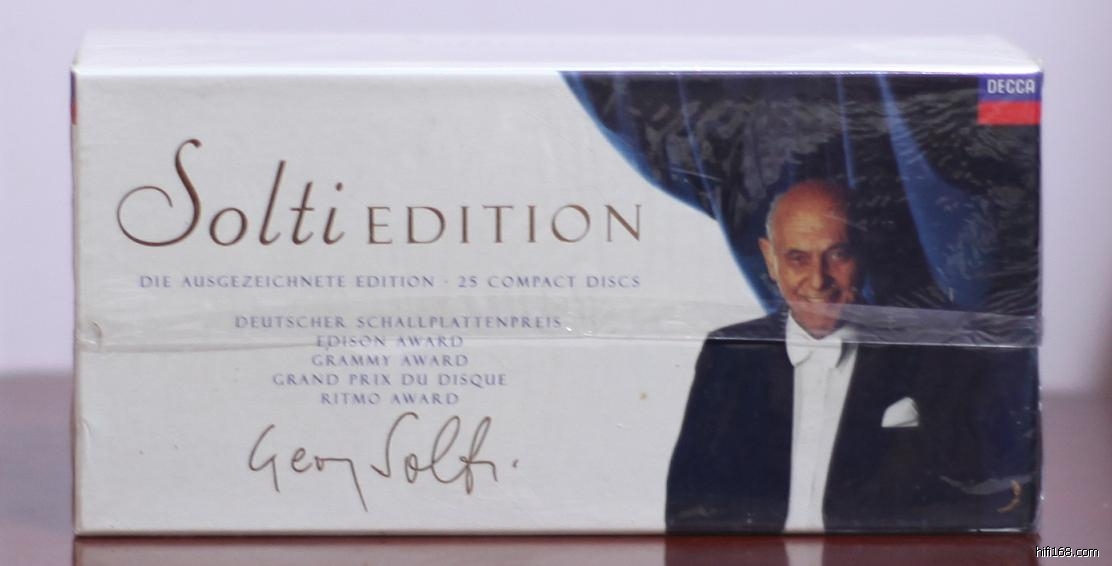 DECCA
Solti EDITION
DIE AUSGEZEICHNETE EDITION · 25 COMPACT DISCS
DEUTSCHER SCHALLPLATTENPREIS
EDISON AWARD
GRAMMY AWARD
GRAND PRIX DU DISQUE
RITMO AWARD
Georg Solti
hifi168.com